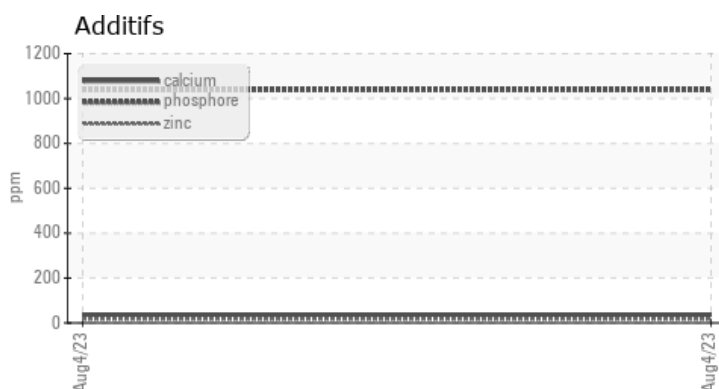 Additifs
1200
1000
800
600
400
200
0
ppm
calcium
phosphore
zinc
Aug4/23
Aug4/23